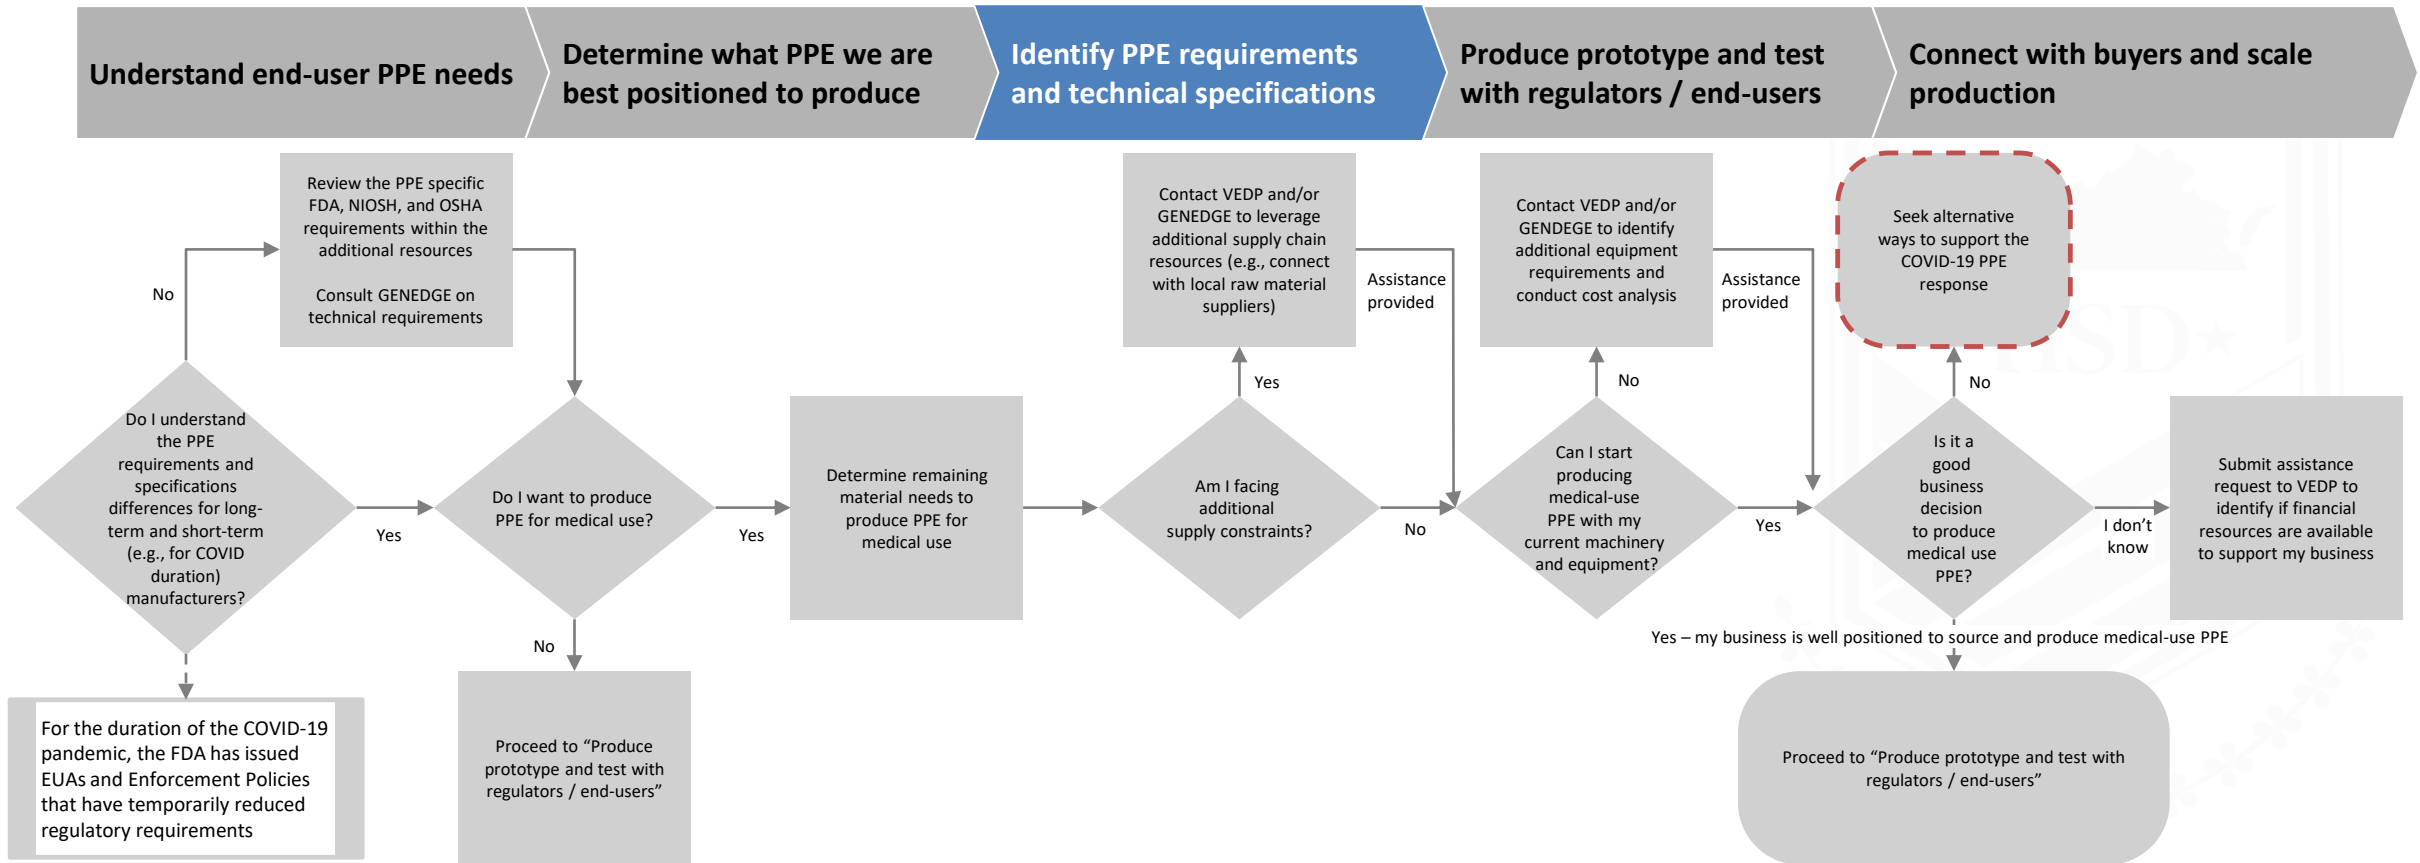 Understand end-user PPE needs
Determine what PPE we are
best positioned to produce
Identify PPE requirements
and technical specifications
Produce prototype and test
with regulators / end-users
Connect with buyers and scale
production
Review the PPE specific
FDA, NIOSH, and OSHA
requirements within the
additional resources
Consult GENEDGE on
technical requirements
No
Do I understand
the PPE
requirements and
specifications
differences for long-
term and short-term
(e.g., for COVID
duration)
manufacturers?
Yes
For the duration of the COVID-19
pandemic, the FDA has issued
EUAs and Enforcement Policies
that have temporarily reduced
regulatory requirements
Do I want to produce
PPE for medical use?
Yes
No
Proceed to “Produce
prototype and test with
regulators / end-users”
Determine remaining
material needs to
produce PPE for
medical use
Contact VEDP and/or
GENEDGE to leverage
additional supply chain
resources (e.g., connect
with local raw material
suppliers)
Assistance
provided
Yes
Am I facing
additional
supply constraints?
No
Contact VEDP and/or
GENDEGE to identify
additional equipment
requirements and
conduct cost analysis
Assistance
provided
No
Can I start
producing
medical-use
PPE with my
current machinery
and equipment?
Yes
Seek alternative
ways to support the
COVID-19 PPE
response
No
Is it a
good
business
decision
to produce
medical use
PPE?
I don’t
know
Submit assistance
request to VEDP to
identify if financial
resources are available
to support my business
Yes – my business is well positioned to source and produce medical-use PPE
Proceed to “Produce prototype and test with
regulators / end-users”